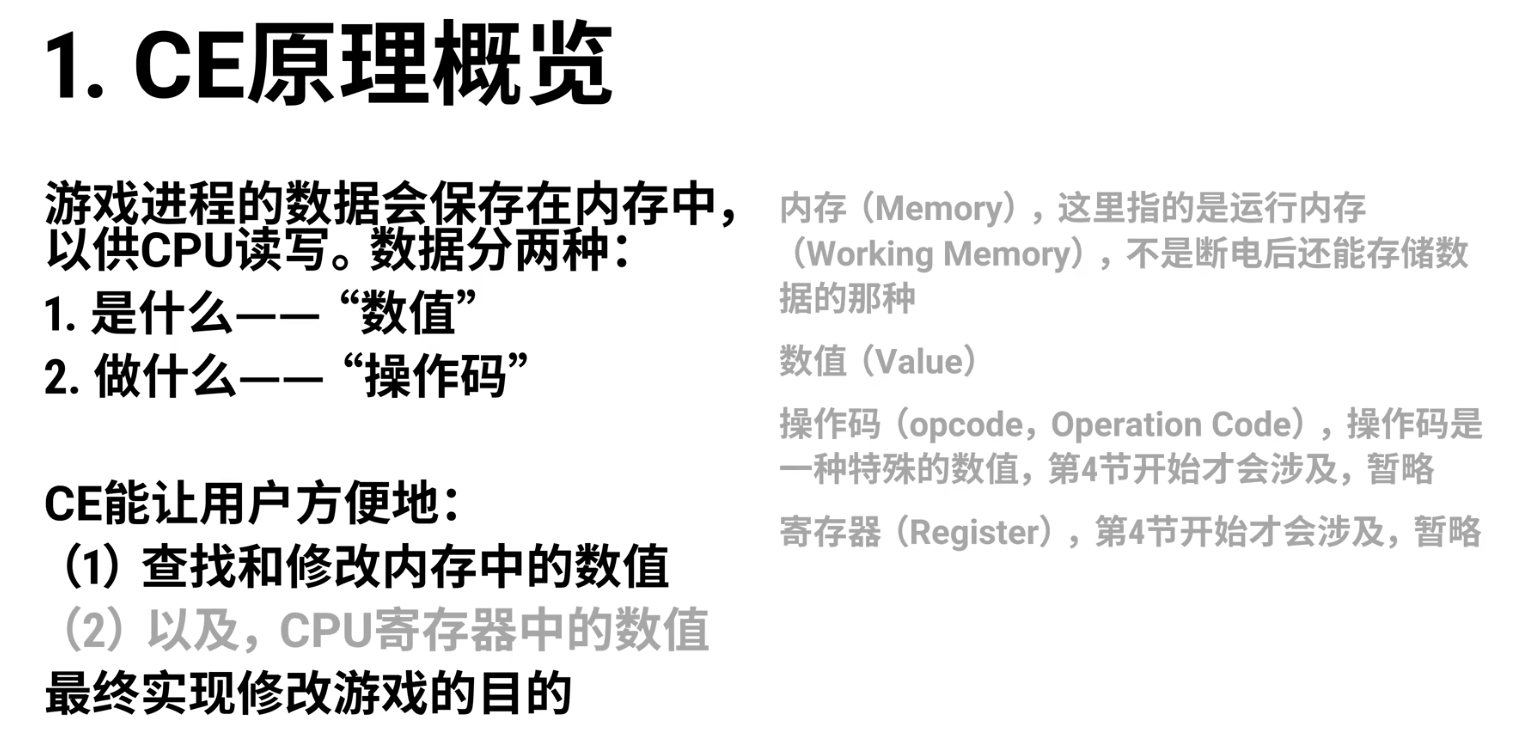 1. CE原理概览
游戏进程的数据会保存在内存中，
以供CPU读写。数据分两种：
1. 是什么——“数值”
2. 做什么——“操作码”
CE能让用户方便地：
（1）查找和修改内存中的数值
（2）以及，CPU寄存器中的数值
最终实现修改游戏的目的
内存（Memory），这里指的是运行内存
（Working Memory），不是断电后还能存储数
据的那种
数值（Value）
操作码（opcode，Operation Code），操作码是
一种特殊的数值，第4节开始才会涉及，暂略
寄存器（Register），第4节开始才会涉及，暂略